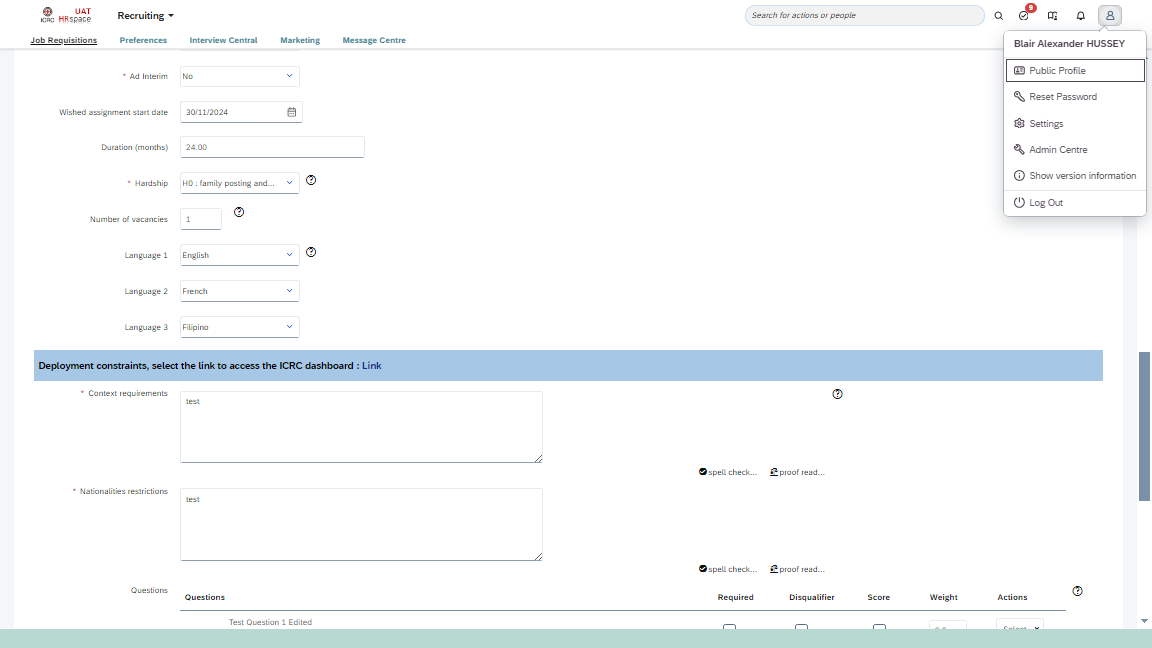 ICRC
UAT
HRspace
Recruiting
Search for actions or people
9
Job Requisitions
Preferences
Interview Central
Marketing
Message Centre
Blair Alexander HUSSEY
Public Profile
Reset Password
Settings
Admin Centre
Show version information
Log Out
* Ad Interim
No
Wished assignment start date
30/11/2024
Duration (months)
24.00
* Hardship
H0 : family posting and...
Number of vacancies
1
Language 1
English
Language 2
French
Language 3
Filipino
Deployment constraints, select the link to access the ICRC dashboard : Link
* Context requirements
test
spell check...
proof read...
* Nationalities restrictions
test
spell check...
proof read...
Questions
Questions
Required
Disqualifier
Score
Weight
Actions
Test Question 1 Edited
Select